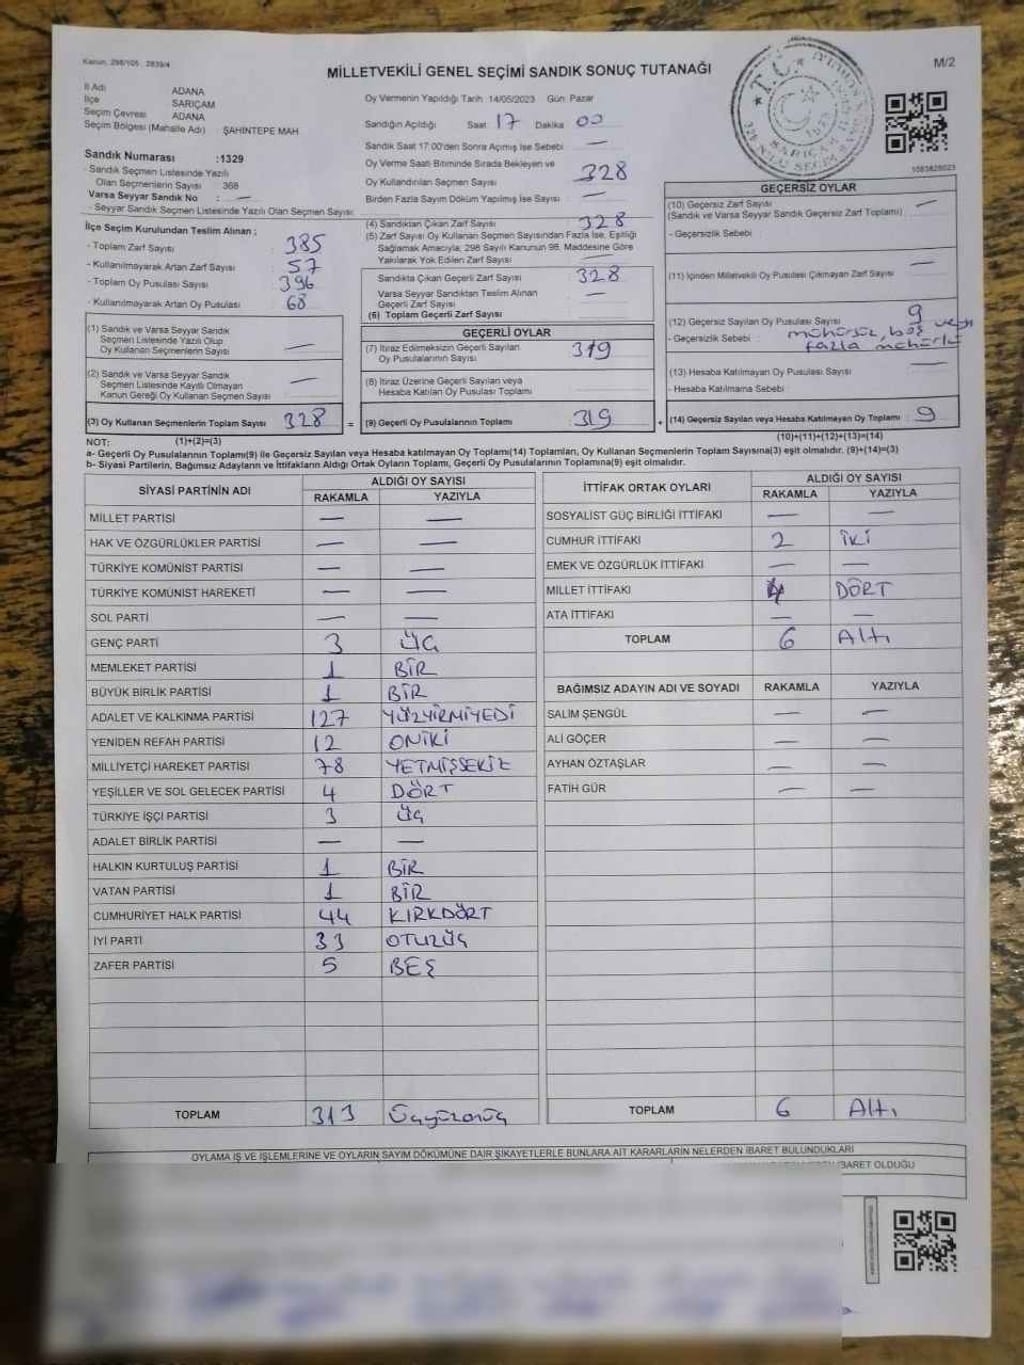 Kanun, 298/105 2839/4
MİLLETVEKİLİ GENEL SEÇİMİ SANDIK SONUÇ TUTANAĞI
M/2
İl Adı ADANA
İlçe SARIÇAM
Seçim Çevresi ADANA
Seçim Bölgesi (Mahalle Adı) ŞAHİNTEPE MAH
Sandık Numarası :1329
- Sandık Seçmen Listesinde Yazılı
Olan Seçmenlerin Sayısı 368
Varsa Seyyar Sandık No : —
- Seyyar Sandık Seçmen Listesinde Yazılı Olan Seçmen Sayısı:
İlçe Seçim Kurulundan Teslim Alınan ;
- Toplam Zarf Sayısı 385
- Kullanılmayarak Artan Zarf Sayısı 57
- Toplam Oy Pusulası Sayısı 396
- Kullanılmayarak Artan Oy Pusulası 68
(1) Sandık ve Varsa Seyyar Sandık
Seçmen Listesinde Yazılı Olup
Oy Kullanan Seçmenlerin Sayısı —
(2) Sandık ve Varsa Seyyar Sandık
Seçmen Listesinde Kayıtlı Olmayan
Kanun Gereği Oy Kullanan Seçmen Sayısı —
(3) Oy Kullanan Seçmenlerin Toplam Sayısı 328 =
(1)+(2)=(3)
Oy Vermenin Yapıldığı Tarih :14/05/2023 Gün: Pazar
Sandığın Açıldığı Saat 17 Dakika 00
Sandık Saat 17:00'den Sonra Açılmış İse Sebebi —
Oy Verme Saati Bitiminde Sırada Bekleyen ve
Oy Kullandırılan Seçmen Sayısı 328
Birden Fazla Sayım Döküm Yapılmış İse Sayısı —
(4) Sandıktan Çıkan Zarf Sayısı 328
(5) Zarf Sayısı Oy Kullanan Seçmen Sayısından Fazla İse, Eşitliği
Sağlamak Amacıyla; 298 Sayılı Kanunun 98. Maddesine Göre
Yakılarak Yok Edilen Zarf Sayısı —
Sandıkta Çıkan Geçerli Zarf Sayısı 328
Varsa Seyyar Sandıktan Teslim Alınan
Geçerli Zarf Sayısı —
(6) Toplam Geçerli Zarf Sayısı
GEÇERLİ OYLAR
(7) İtiraz Edilmeksizin Geçerli Sayılan
Oy Pusulalarının Sayısı 319
(8) İtiraz Üzerine Geçerli Sayılan veya
Hesaba Katılan Oy Pusulası Toplamı
(9) Geçerli Oy Pusulalarının Toplamı 319 +
1083828023
GEÇERSİZ OYLAR
(10) Geçersiz Zarf Sayısı —
(Sandık ve Varsa Seyyar Sandık Geçersiz Zarf Toplamı)
- Geçersizlik Sebebi
(11) İçinden Milletvekili Oy Pusulası Çıkmayan Zarf Sayısı —
(12) Geçersiz Sayılan Oy Pusulası Sayısı 9
- Geçersizlik Sebebi : mühürsüz, boş veya
fazla mühürlü
(13) Hesaba Katılmayan Oy Pusulası Sayısı —
- Hesaba Katılmama Sebebi
(14) Geçersiz Sayılan veya Hesaba Katılmayan Oy Toplamı 9
(10)+(11)+(12)+(13)=(14)
NOT:
a- Geçerli Oy Pusulalarının Toplamı(9) ile Geçersiz Sayılan veya Hesaba katılmayan Oy Toplamı(14) Toplamları, Oy Kullanan Seçmenlerin Toplam Sayısına(3) eşit olmalıdır. (9)+(14)=(3)
b- Siyasi Partilerin, Bağımsız Adayların ve İttifakların Aldığı Ortak Oyların Toplamı, Geçerli Oy Pusulalarının Toplamına(9) eşit olmalıdır.
SİYASİ PARTİNİN ADI ALDIĞI OY SAYISI
RAKAMLA YAZIYLA
MİLLET PARTİSİ — —
HAK VE ÖZGÜRLÜKLER PARTİSİ — —
TÜRKİYE KOMÜNİST PARTİSİ — —
TÜRKİYE KOMÜNİST HAREKETİ — —
SOL PARTİ — —
GENÇ PARTİ 3 ÜÇ
MEMLEKET PARTİSİ 1 BİR
BÜYÜK BİRLİK PARTİSİ 1 BİR
ADALET VE KALKINMA PARTİSİ 127 YÜZYİRMİYEDİ
YENİDEN REFAH PARTİSİ 12 ONİKİ
MİLLİYETÇİ HAREKET PARTİSİ 78 YETMİŞSEKİZ
YEŞİLLER VE SOL GELECEK PARTİSİ 4 DÖRT
TÜRKİYE İŞÇİ PARTİSİ 3 ÜÇ
ADALET BİRLİK PARTİSİ — —
HALKIN KURTULUŞ PARTİSİ 1 BİR
VATAN PARTİSİ 1 BİR
CUMHURİYET HALK PARTİSİ 44 KIRKDÖRT
İYİ PARTİ 33 OTUZÜÇ
ZAFER PARTİSİ 5 BEŞ
TOPLAM 313 Üçyüzonüç
İTTİFAK ORTAK OYLARI ALDIĞI OY SAYISI
RAKAMLA YAZIYLA
SOSYALİST GÜÇ BİRLİĞİ İTTİFAKI — —
CUMHUR İTTİFAKI 2 İKİ
EMEK VE ÖZGÜRLÜK İTTİFAKI — —
MİLLET İTTİFAKI 4 DÖRT
ATA İTTİFAKI — —
TOPLAM 6 Altı
BAĞIMSIZ ADAYIN ADI VE SOYADI RAKAMLA YAZIYLA
SALİM ŞENGÜL — —
ALİ GÖÇER — —
AYHAN ÖZTAŞLAR — —
FATİH GÜR — —
TOPLAM 6 Altı
OYLAMA İŞ VE İŞLEMLERİNE VE OYLARIN SAYIM DÖKÜMÜNE DAİR ŞİKAYETLERLE BUNLARA AİT KARARLARIN NELERDEN İBARET BULUNDUKLARI
İBARET OLDUĞU